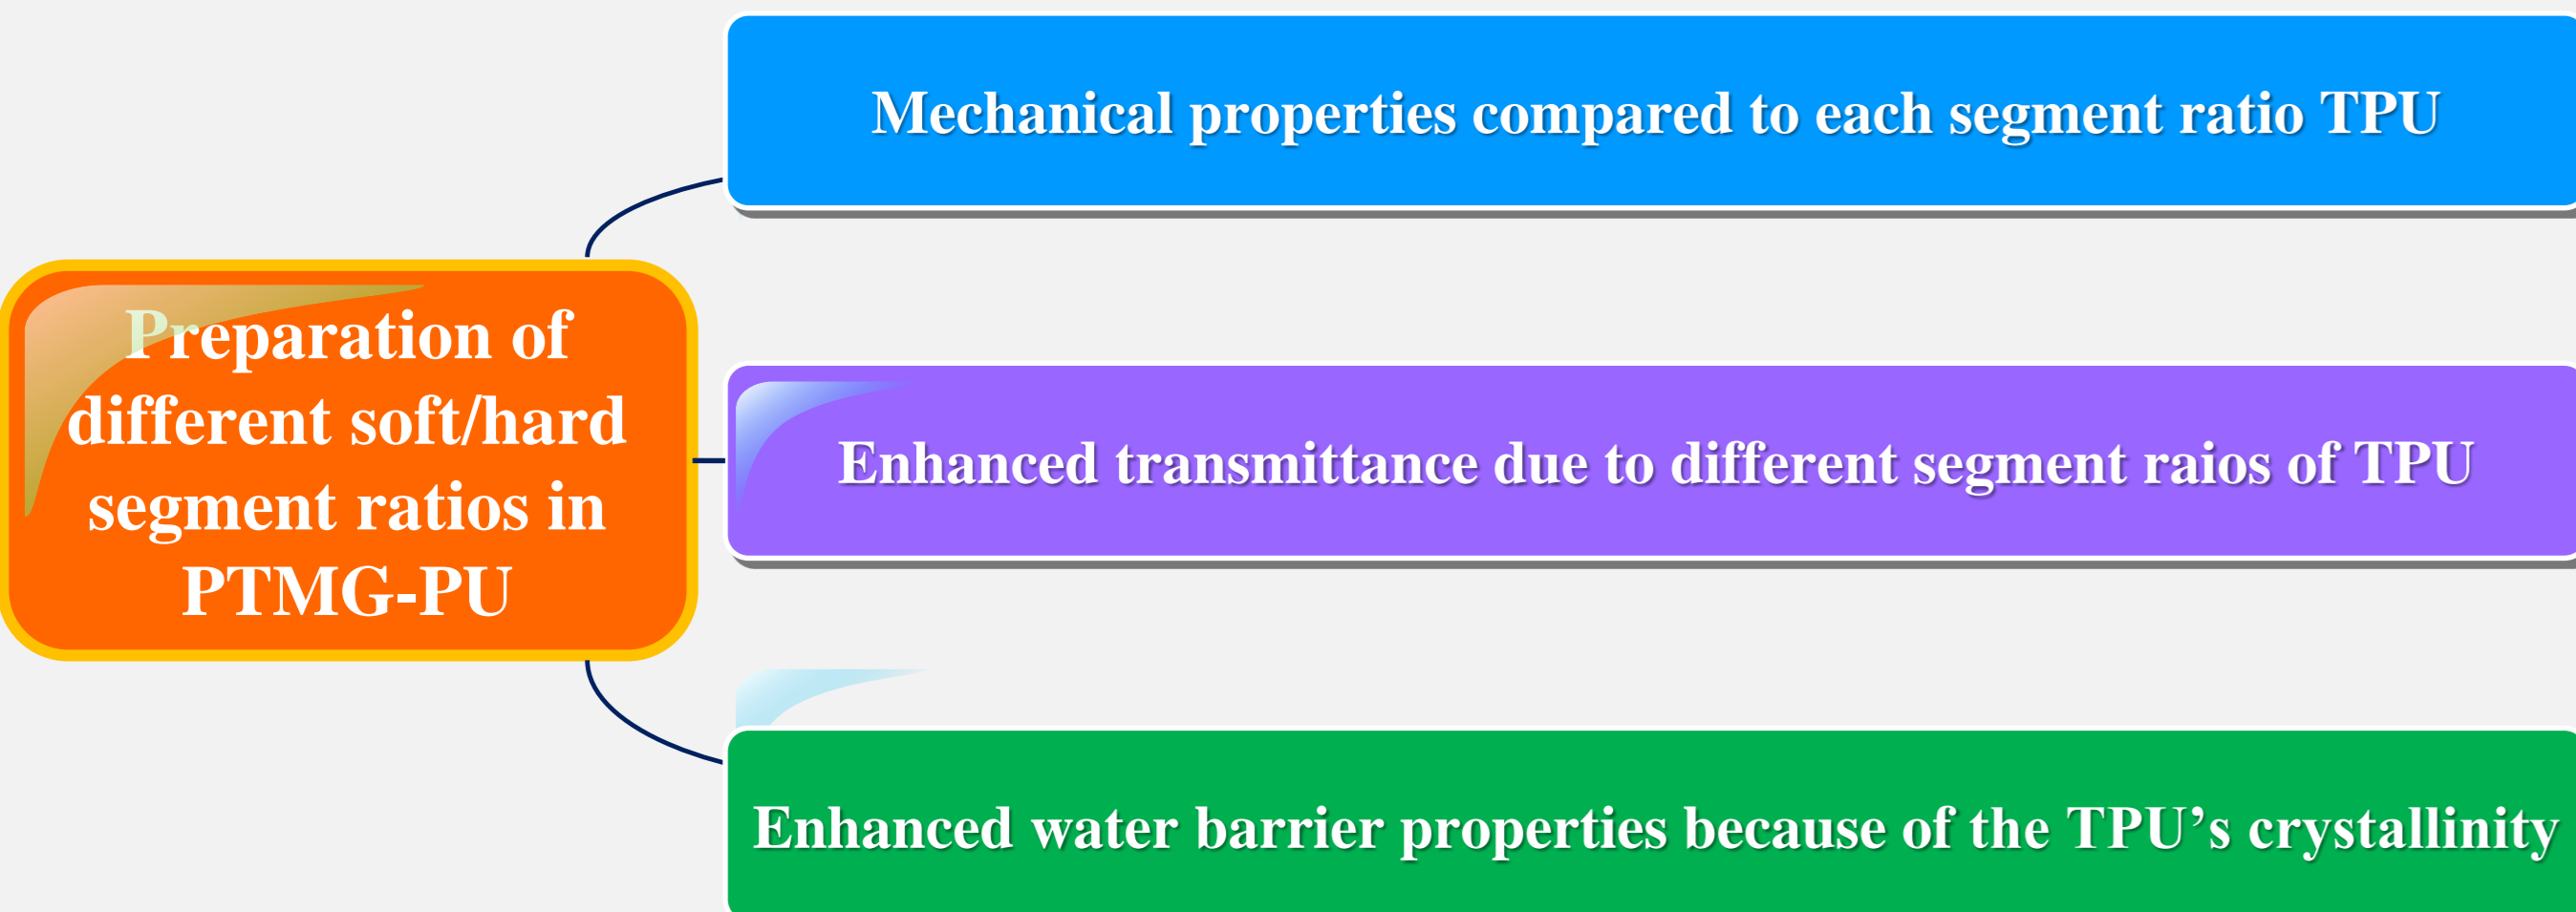 Mechanical properties compared to each segment ratio TPU
Preparation of
different soft/hard
segment ratios in
PTMG-PU
Enhanced transmittance due to different segment raios of TPU
Enhanced water barrier properties because of the TPU’s crystallinity